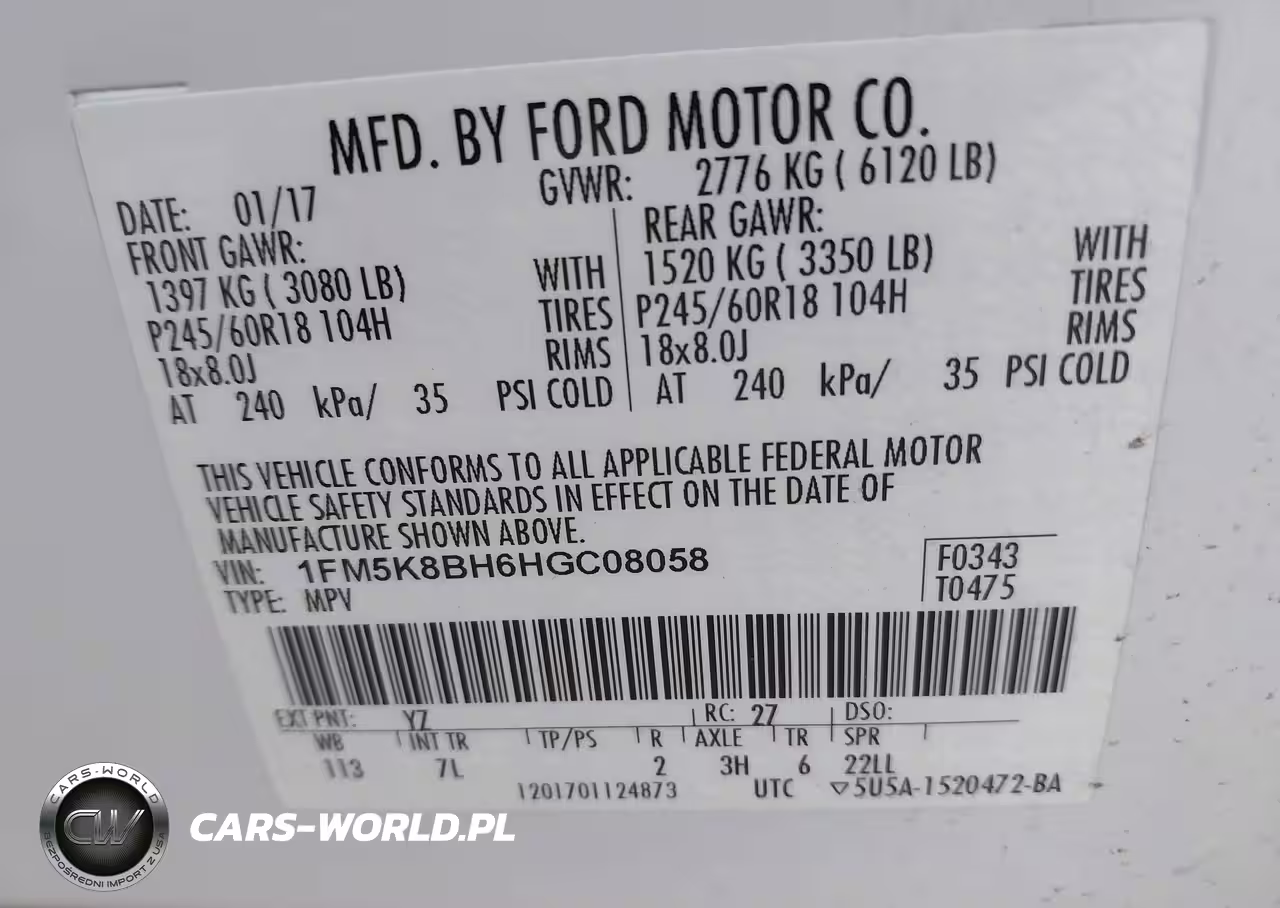 MFD. BY FORD MOTOR CO.
DATE: 01/17 GVWR: 2776 KG ( 6120 LB)
FRONT GAWR: REAR GAWR:
1397 KG ( 3080 LB) WITH 1520 KG ( 3350 LB) WITH
P245/60R18 104H TIRES P245/60R18 104H TIRES
18x8.0J RIMS 18x8.0J RIMS
AT 240 kPa/ 35 PSI COLD AT 240 kPa/ 35 PSI COLD
THIS VEHICLE CONFORMS TO ALL APPLICABLE FEDERAL MOTOR
VEHICLE SAFETY STANDARDS IN EFFECT ON THE DATE OF
MANUFACTURE SHOWN ABOVE.
VIN: 1FM5K8BH6HGC08058 F0343
TYPE: MPV T0475
EXT PNT: YZ RC: 27 DSO:
WB INT TR TP/PS R AXLE TR SPR
113 7L 2 3H 6 22LL
1201701124873 UTC ▽5U5A-1520472-BA
CARS-WORLD
CW
BEZPOŚREDNI IMPORT Z USA
CARS-WORLD.PL